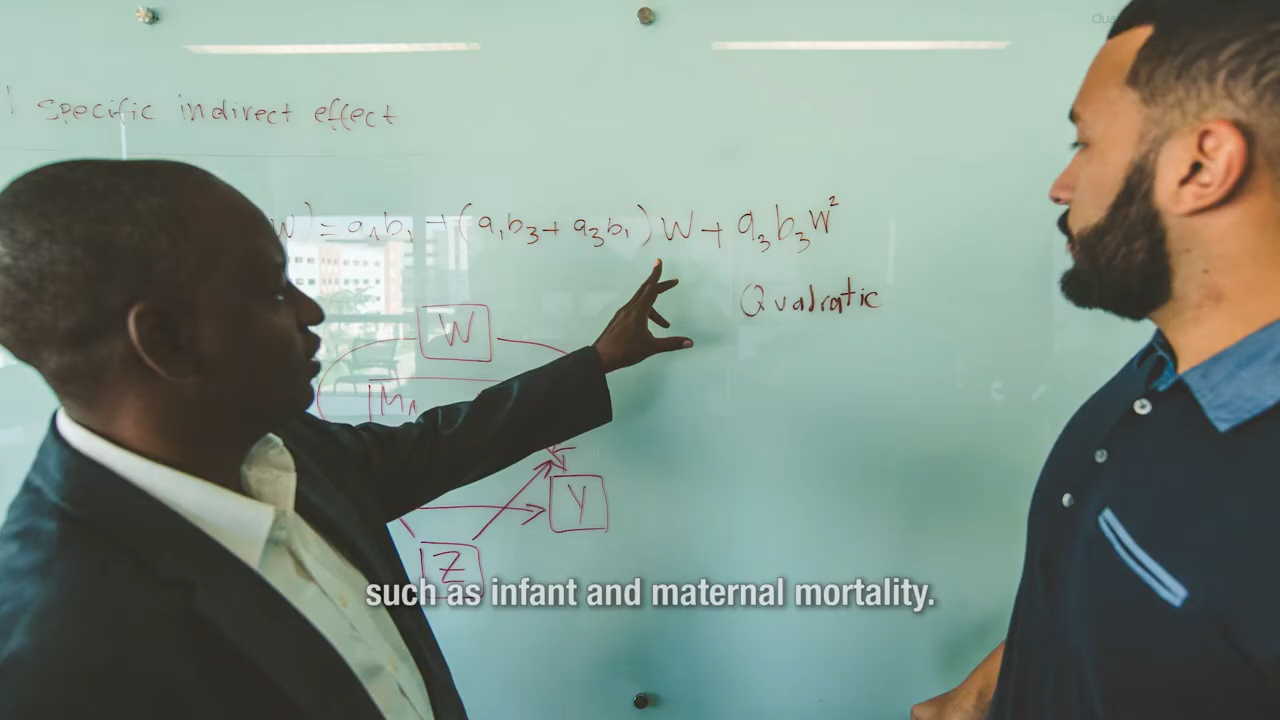 specific indirect effect
W) = a₁b₁ + (a₁b₃ + a₃b₁)W + a₃b₃W²
Quadratic
W
M₁
Y
Z
such as infant and maternal mortality.